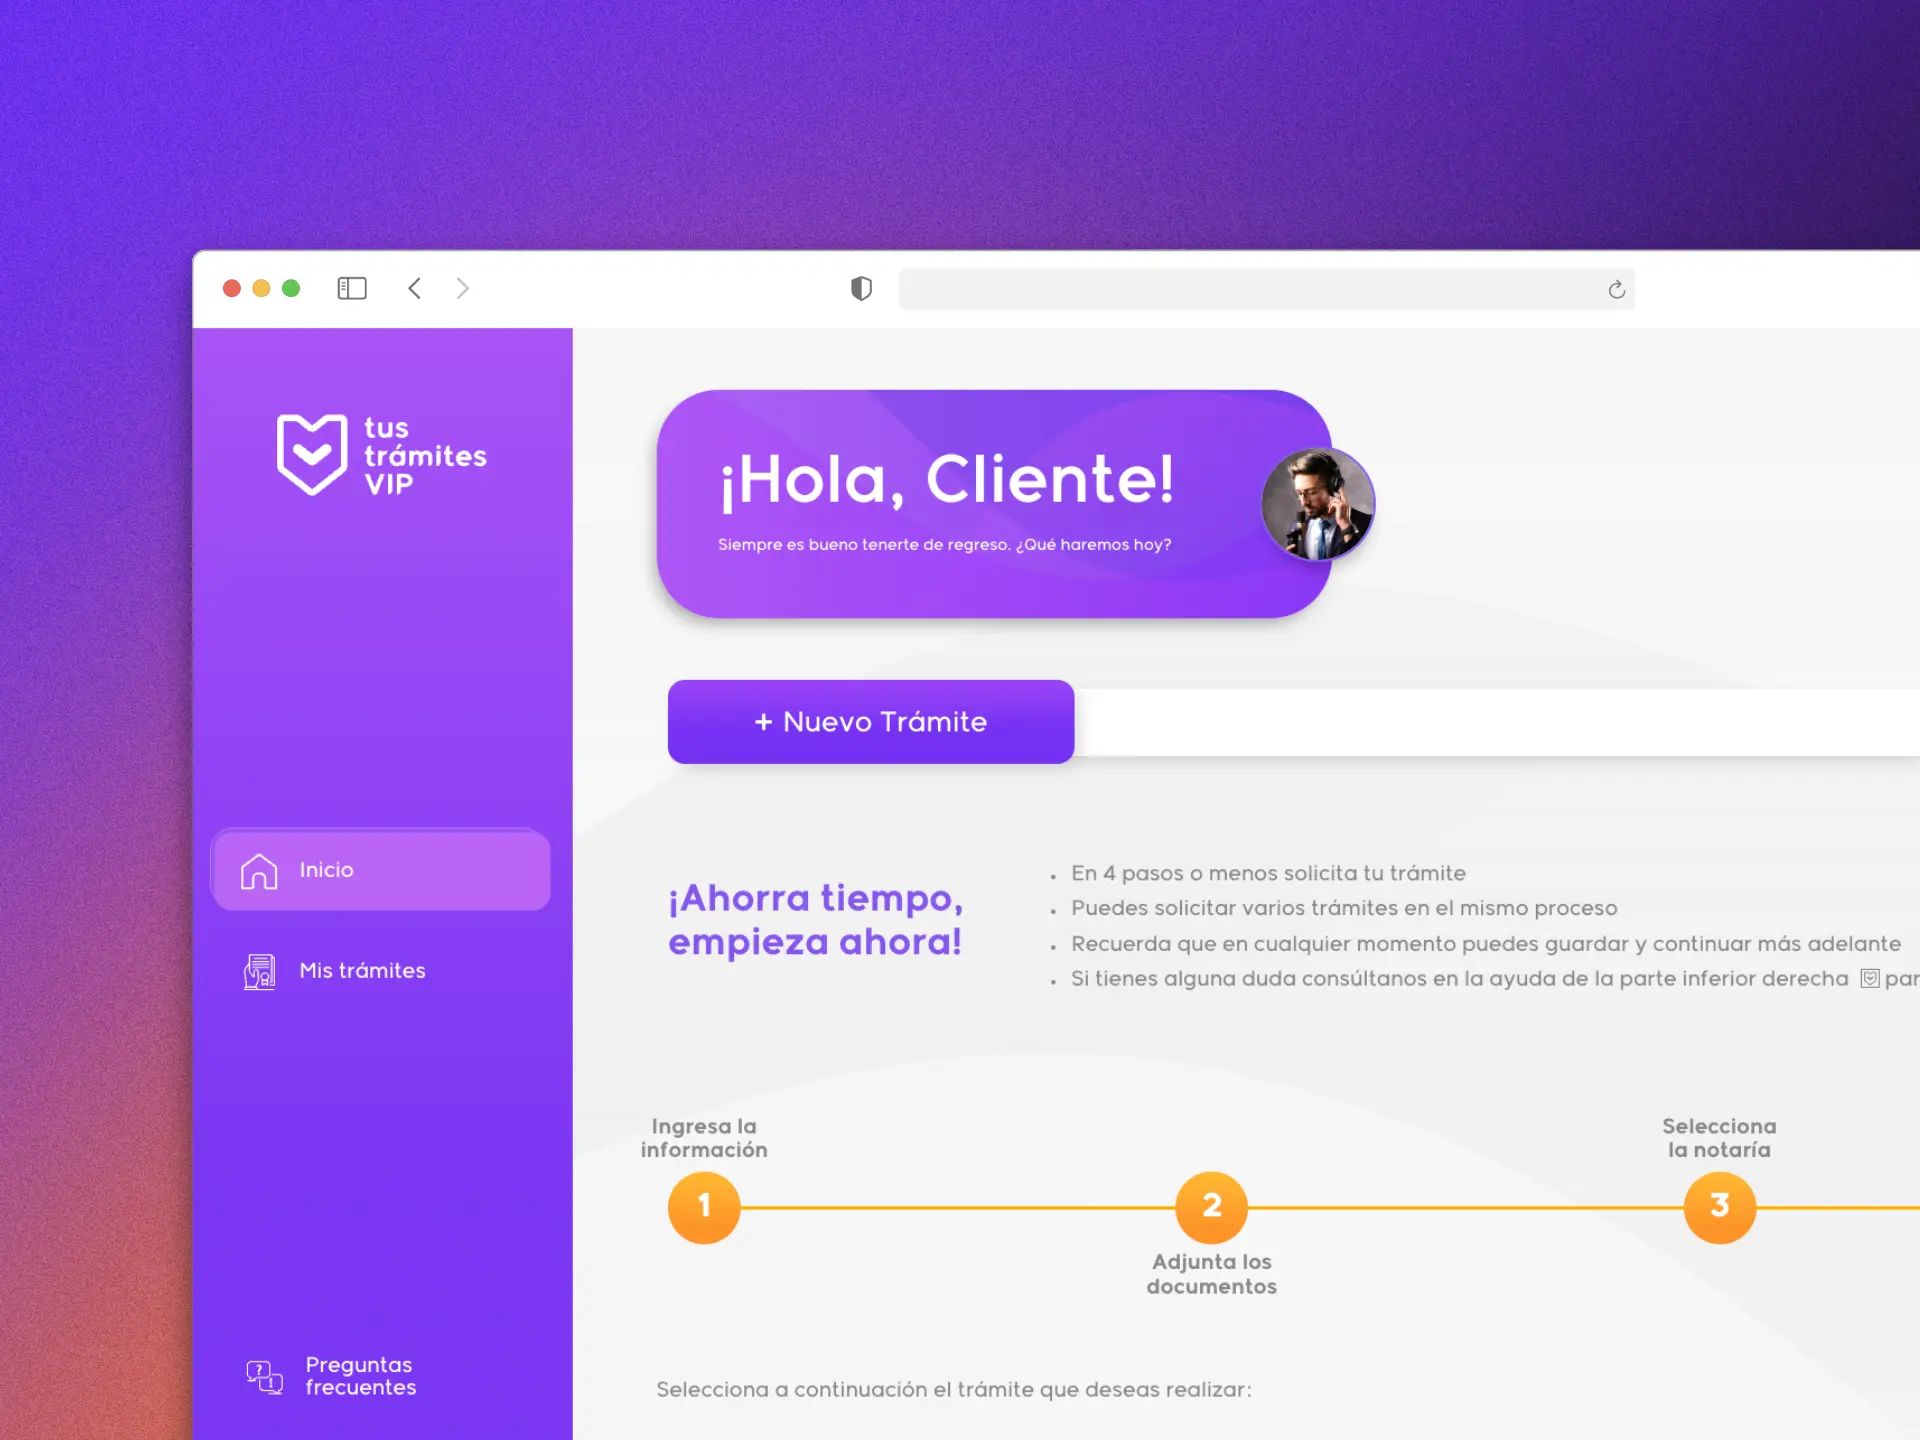 tus
trámites
VIP
¡Hola, Cliente!
Siempre es bueno tenerte de regreso. ¿Qué haremos hoy?
+ Nuevo Trámite
Inicio
Mis trámites
¡Ahorra tiempo,
empieza ahora!
• En 4 pasos o menos solicita tu trámite
• Puedes solicitar varios trámites en el mismo proceso
• Recuerda que en cualquier momento puedes guardar y continuar más adelante
• Si tienes alguna duda consúltanos en la ayuda de la parte inferior derecha par
Ingresa la
información
1
2
Adjunta los
documentos
Selecciona
la notaría
3
Preguntas
frecuentes
Selecciona a continuación el trámite que deseas realizar: